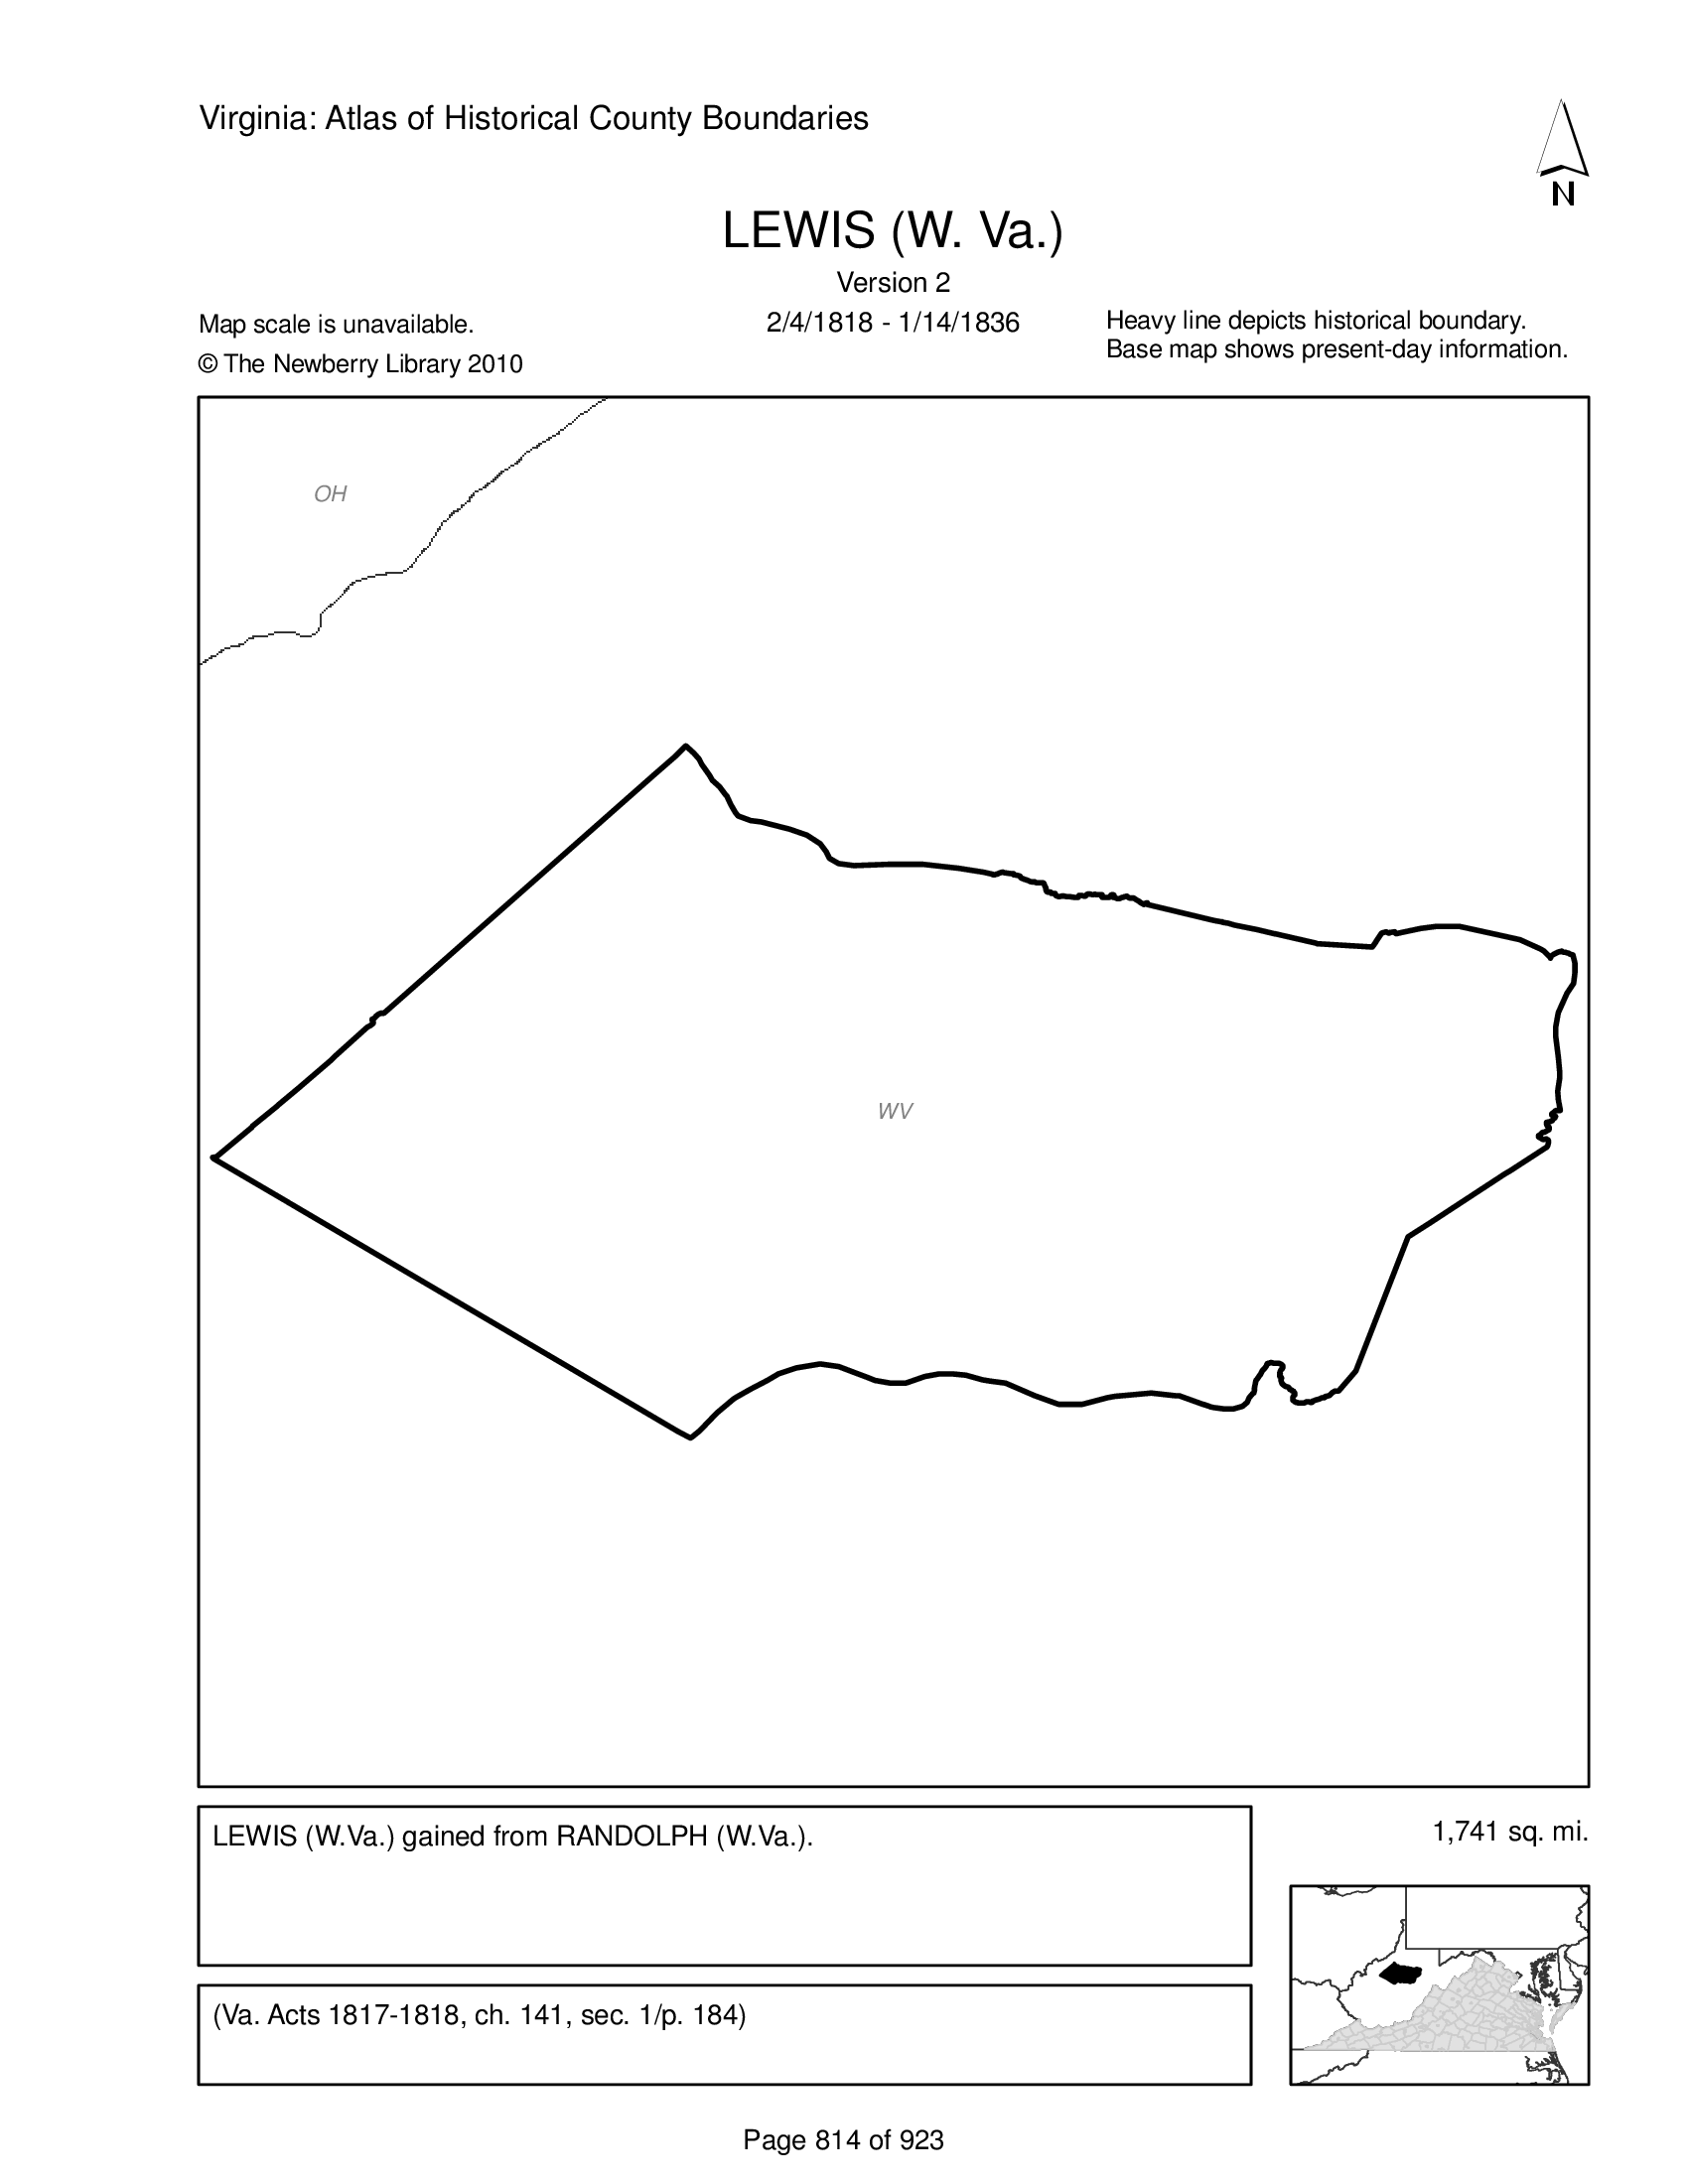 Virginia: Atlas of Historical County Boundaries
N
LEWIS (W. Va.)
Version 2
2/4/1818 - 1/14/1836
Map scale is unavailable.
© The Newberry Library 2010
Heavy line depicts historical boundary.
Base map shows present-day information.
OH
WV
LEWIS (W.Va.) gained from RANDOLPH (W.Va.).
1,741 sq. mi.
(Va. Acts 1817-1818, ch. 141, sec. 1/p. 184)
Page 814 of 923